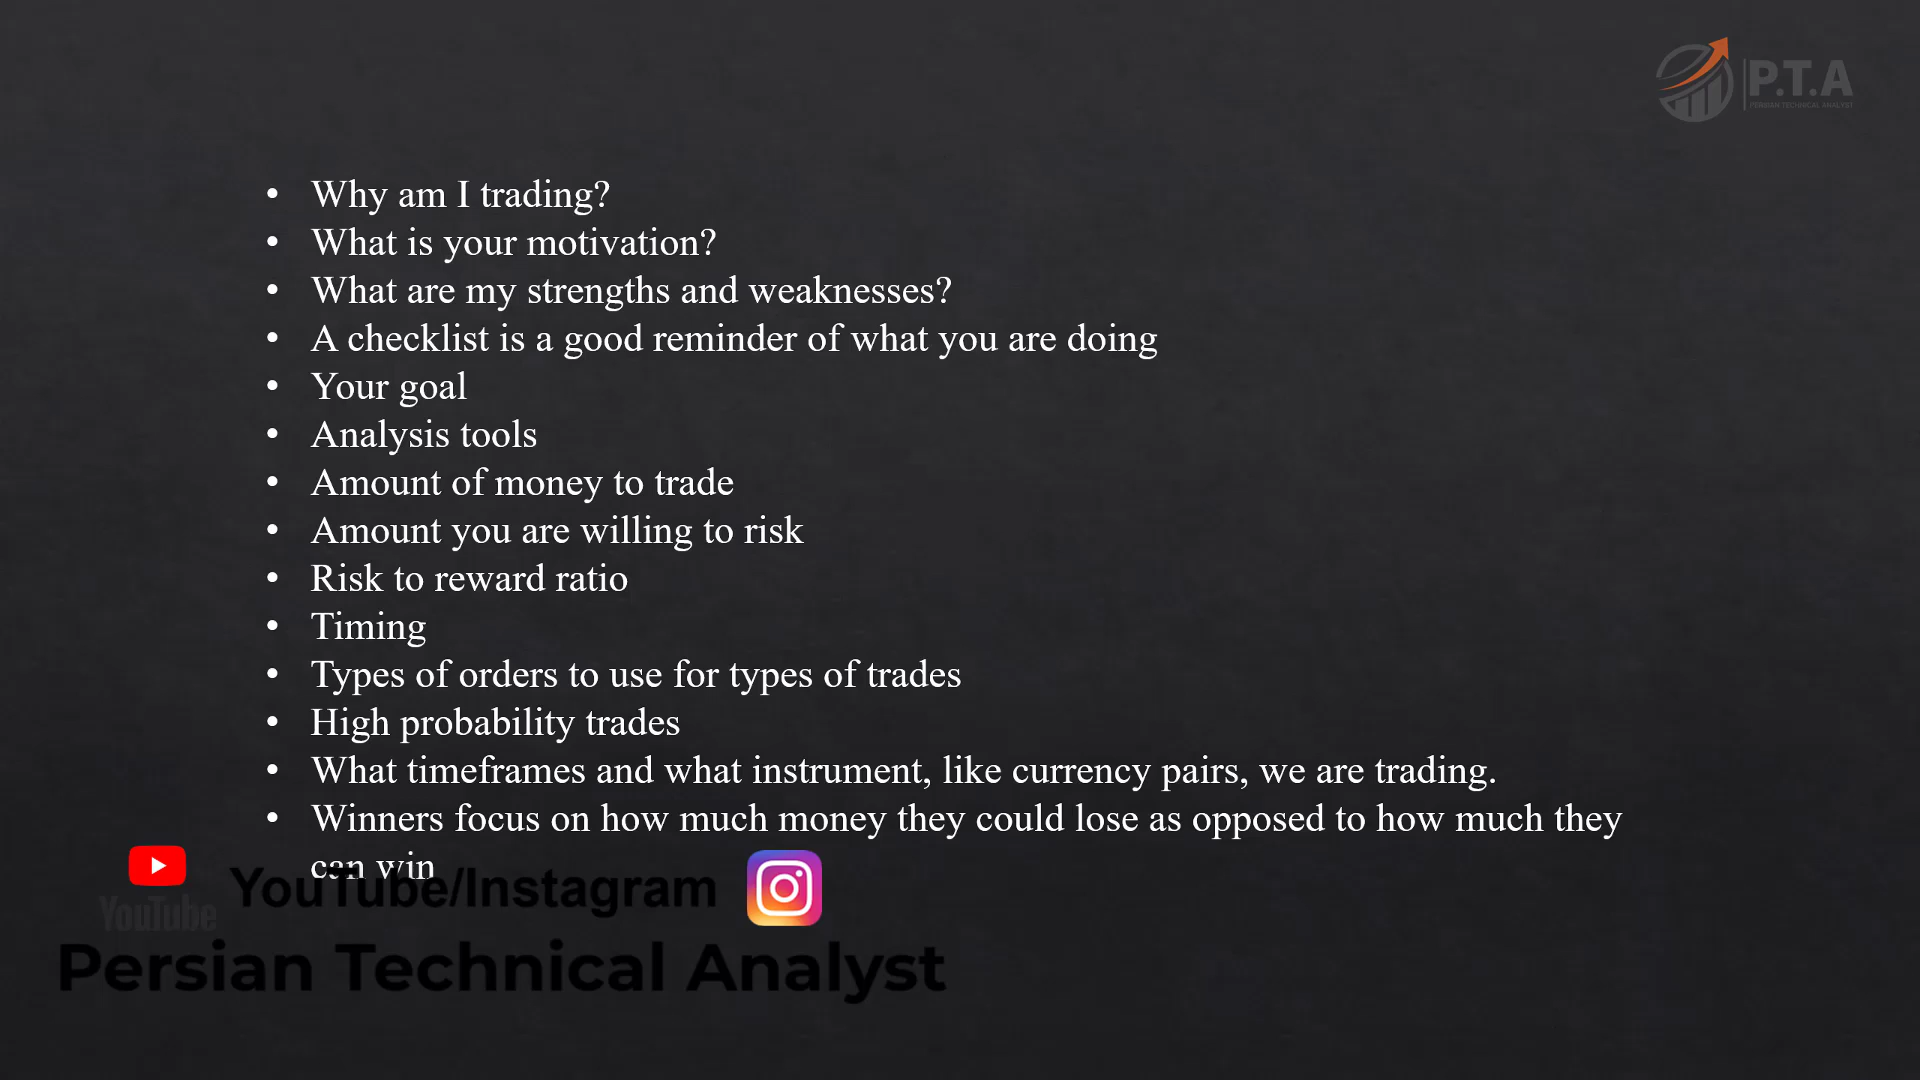 P.T.A
PERSIAN TECHNICAL ANALYST
• Why am I trading?
• What is your motivation?
• What are my strengths and weaknesses?
• A checklist is a good reminder of what you are doing
• Your goal
• Analysis tools
• Amount of money to trade
• Amount you are willing to risk
• Risk to reward ratio
• Timing
• Types of orders to use for types of trades
• High probability trades
• What timeframes and what instrument, like currency pairs, we are trading.
• Winners focus on how much money they could lose as opposed to how much they
can win
YouTube
YouTube/Instagram
Persian Technical Analyst